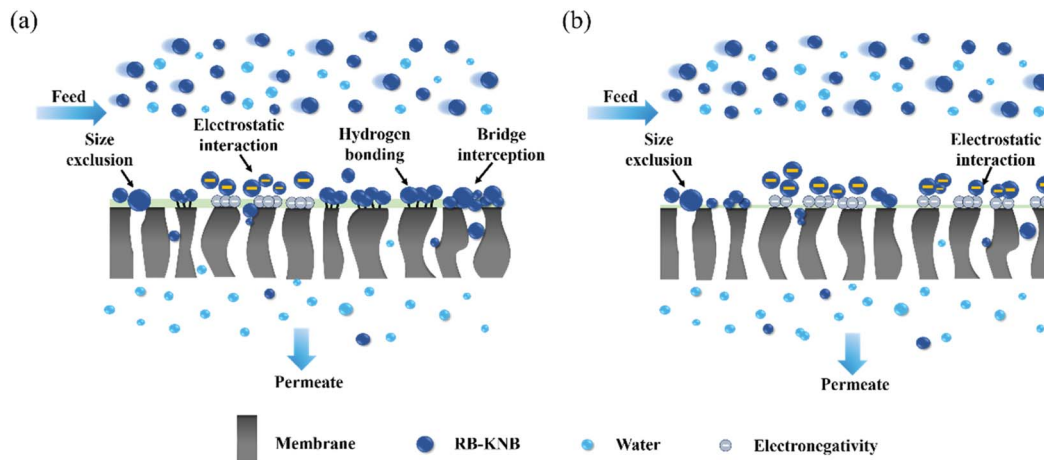 (a)
Feed
Size
exclusion
Electrostatic
interaction
Hydrogen
bonding
Bridge
interception
Permeate
(b)
Feed
Size
exclusion
Electrostatic
interaction
Permeate
Membrane
RB-KNB
Water
Electronegativity